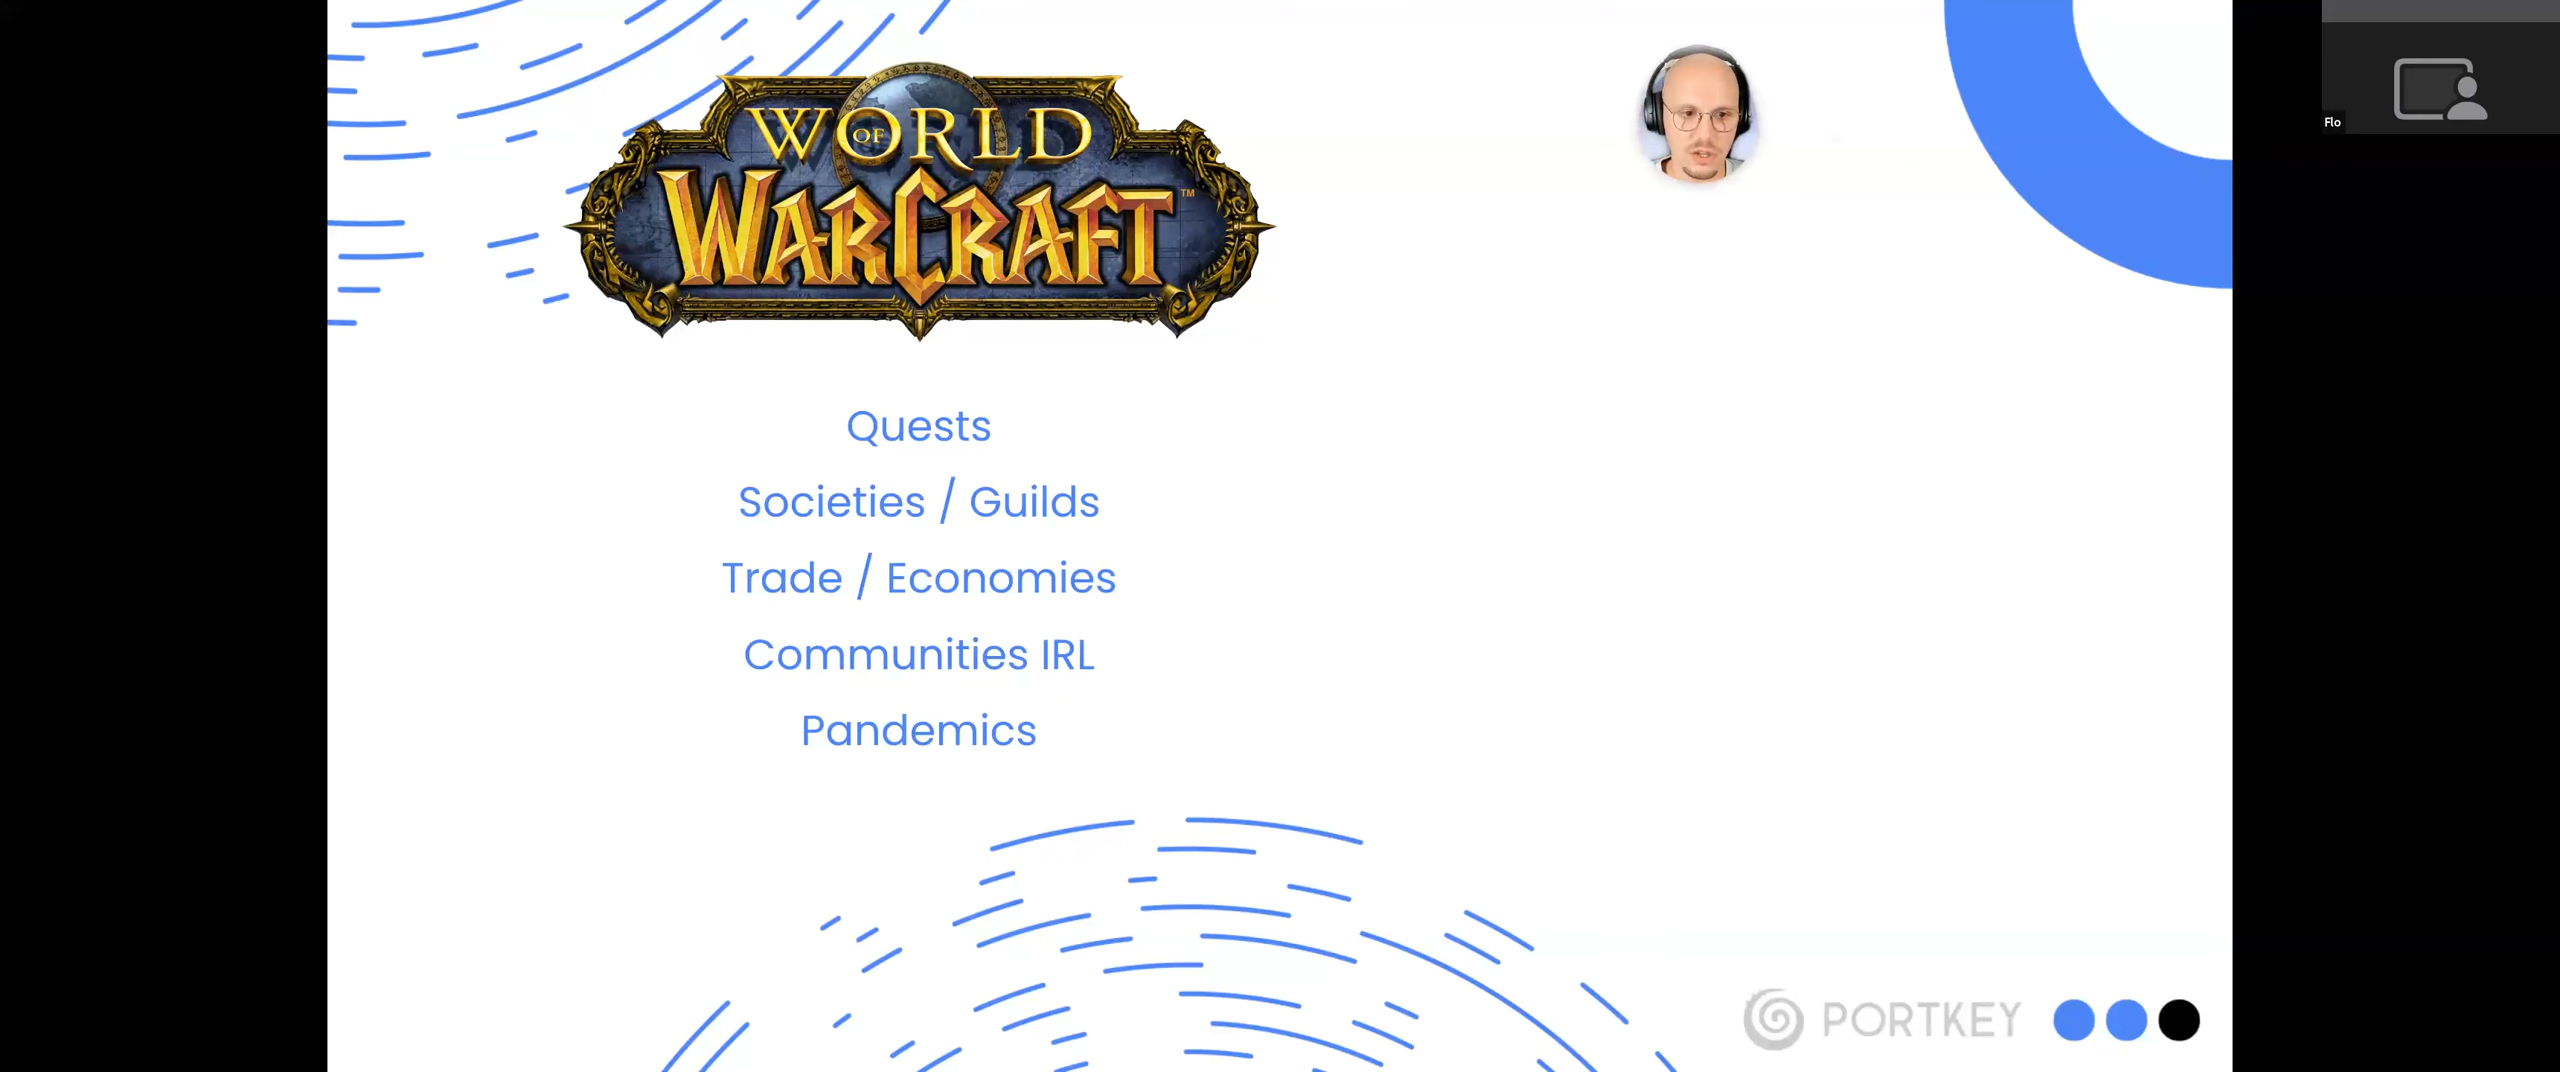 WORLD
OF
WARCRAFT™
Flo
Quests
Societies / Guilds
Trade / Economies
Communities IRL
Pandemics
PORTKEY